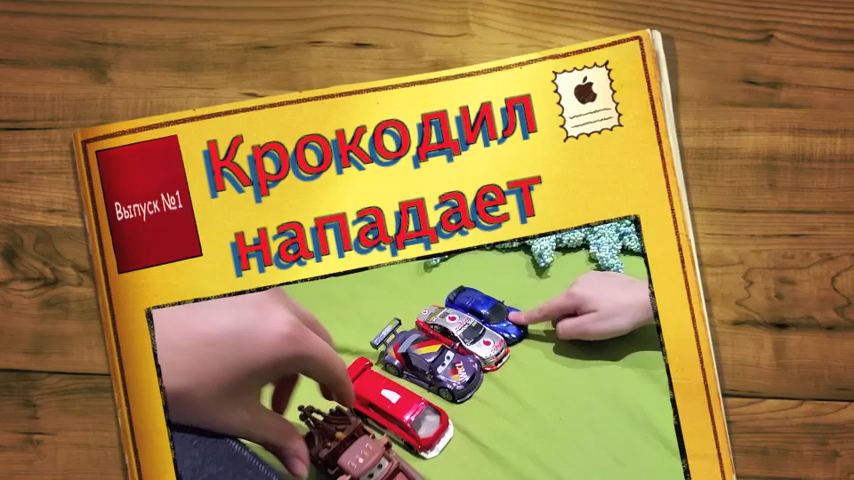 Выпуск №1
Крокодил
нападает